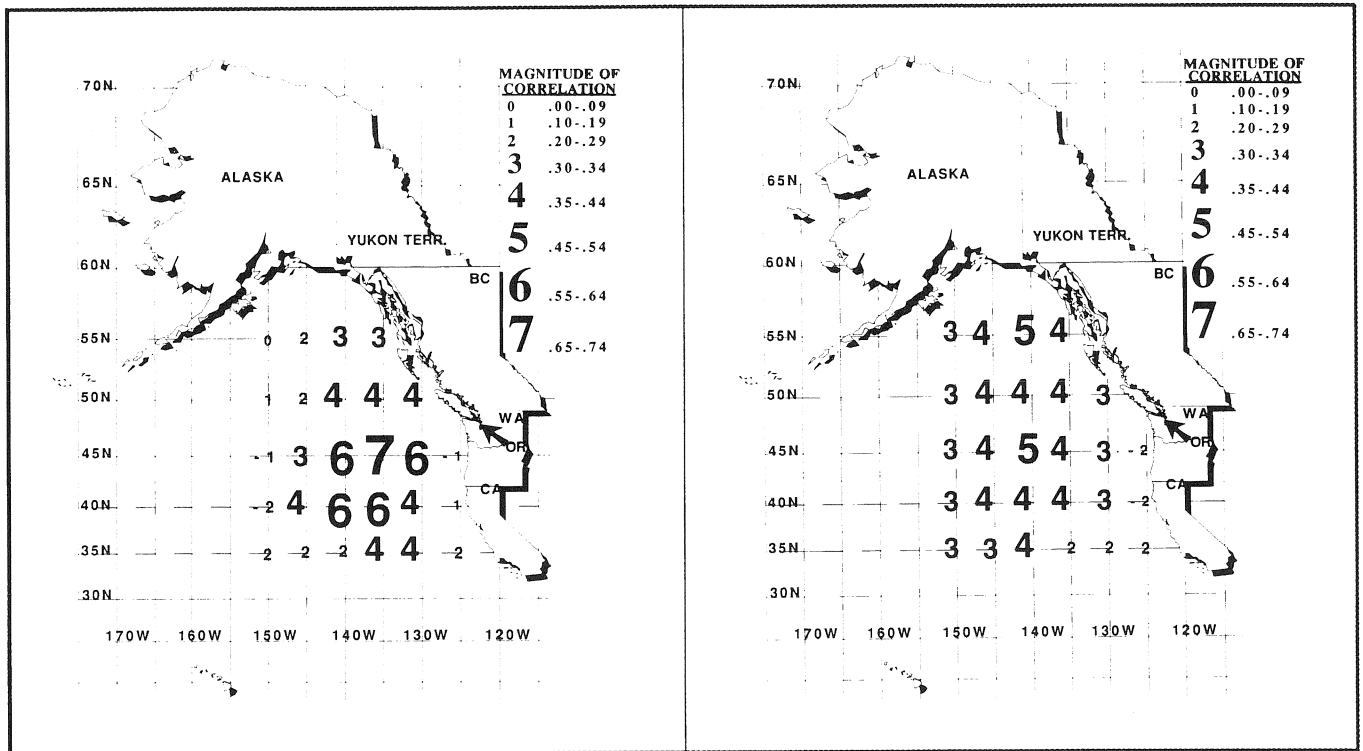 MAGNITUDE OF
CORRELATION
0 .00-.09
1 .10-.19
2 .20-.29
3 .30-.34
4 .35-.44
5 .45-.54
6 .55-.64
7 .65-.74
70N
ALASKA
65N
YUKON TERR.
60N
BC
55N 0 2 3 3
50N 1 2 4 4 4
WA
OR
45N -1 3 6 7 6 -1
CA
40N -2 4 6 6 4 1
35N 2 2 2 4 4 2
30N
170W 160W 150W 140W 130W 120W
MAGNITUDE OF
CORRELATION
0 .00-.09
1 .10-.19
2 .20-.29
3 .30-.34
4 .35-.44
5 .45-.54
6 .55-.64
7 .65-.74
70N
ALASKA
65N
YUKON TERR.
60N
BC
55N 3 4 5 4
50N 3 4 4 4 3
WA
OR
45N 3 4 5 4 3 -2
CA
40N 3 4 4 4 3 -2
35N 3 3 4 2 2 2
30N
170W 160W 150W 140W 130W 120W